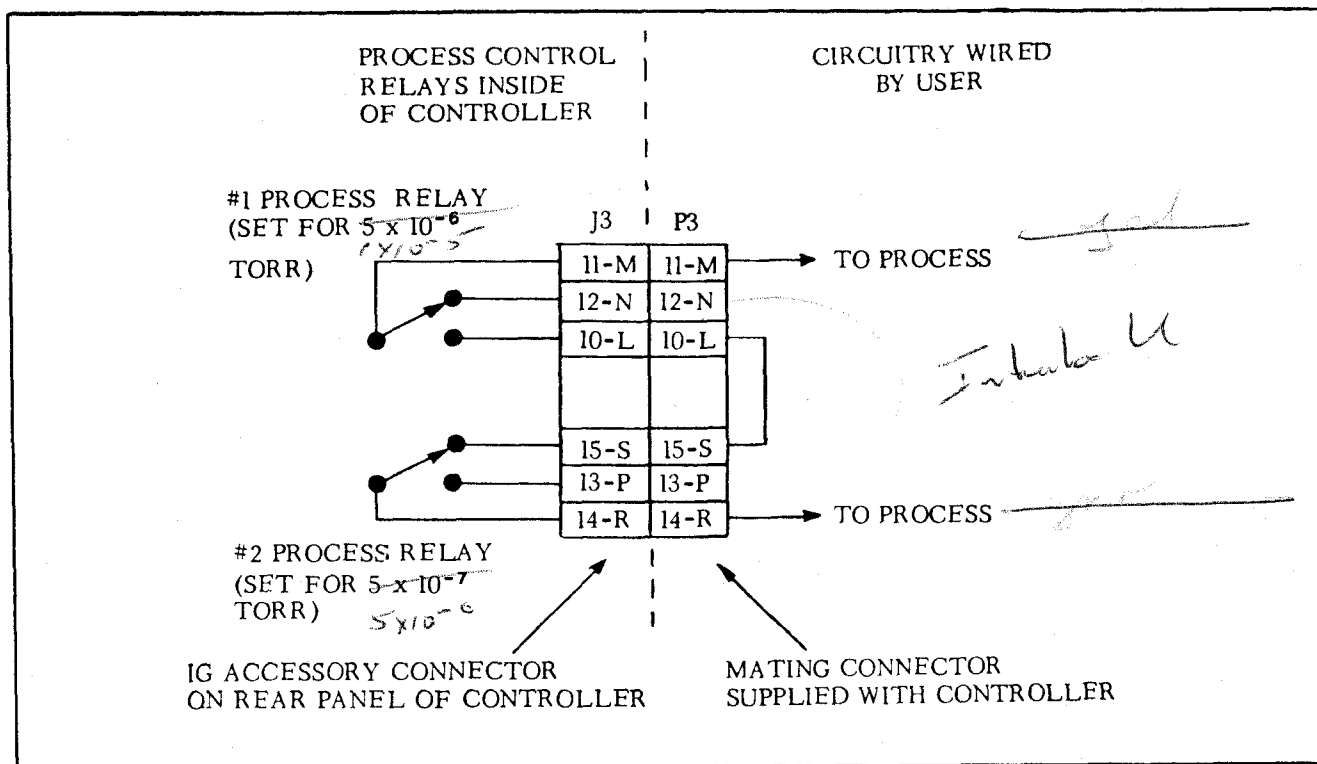 PROCESS CONTROL
RELAYS INSIDE
OF CONTROLLER
CIRCUITRY WIRED
BY USER
#1 PROCESS RELAY
(SET FOR 5 x 10⁻⁶
1x10⁻⁵
TORR)
J3 P3
11-M 11-M
TO PROCESS
12-N 12-N
10-L 10-L
15-S 15-S
13-P 13-P
14-R 14-R
TO PROCESS
#2 PROCESS RELAY
(SET FOR 5 x 10⁻⁷
TORR)
IG ACCESSORY CONNECTOR
ON REAR PANEL OF CONTROLLER
MATING CONNECTOR
SUPPLIED WITH CONTROLLER